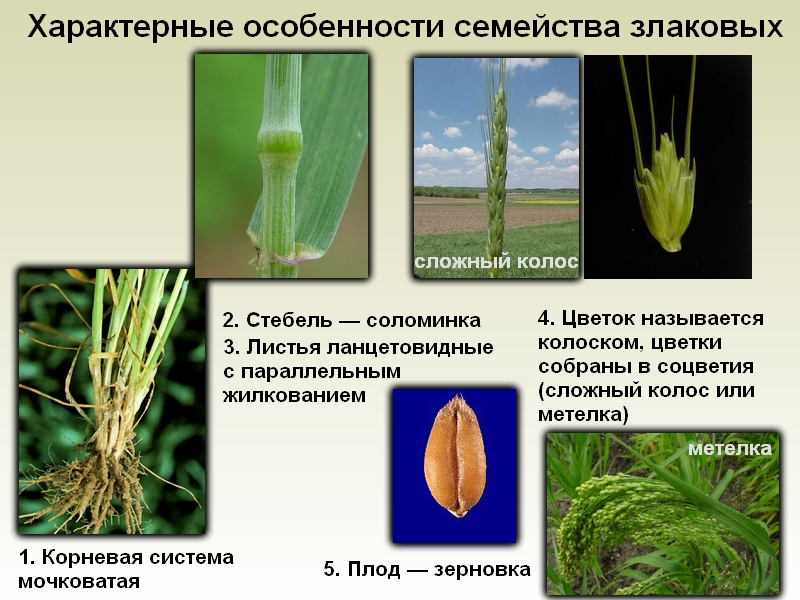 Характерные особенности семейства злаковых
сложный колос
2. Стебель — соломинка
3. Листья ланцетовидные
с параллельным
жилкованием
4. Цветок называется
колоском, цветки
собраны в соцветия
(сложный колос или
метелка)
метелка
1. Корневая система
мочковатая
5. Плод — зерновка